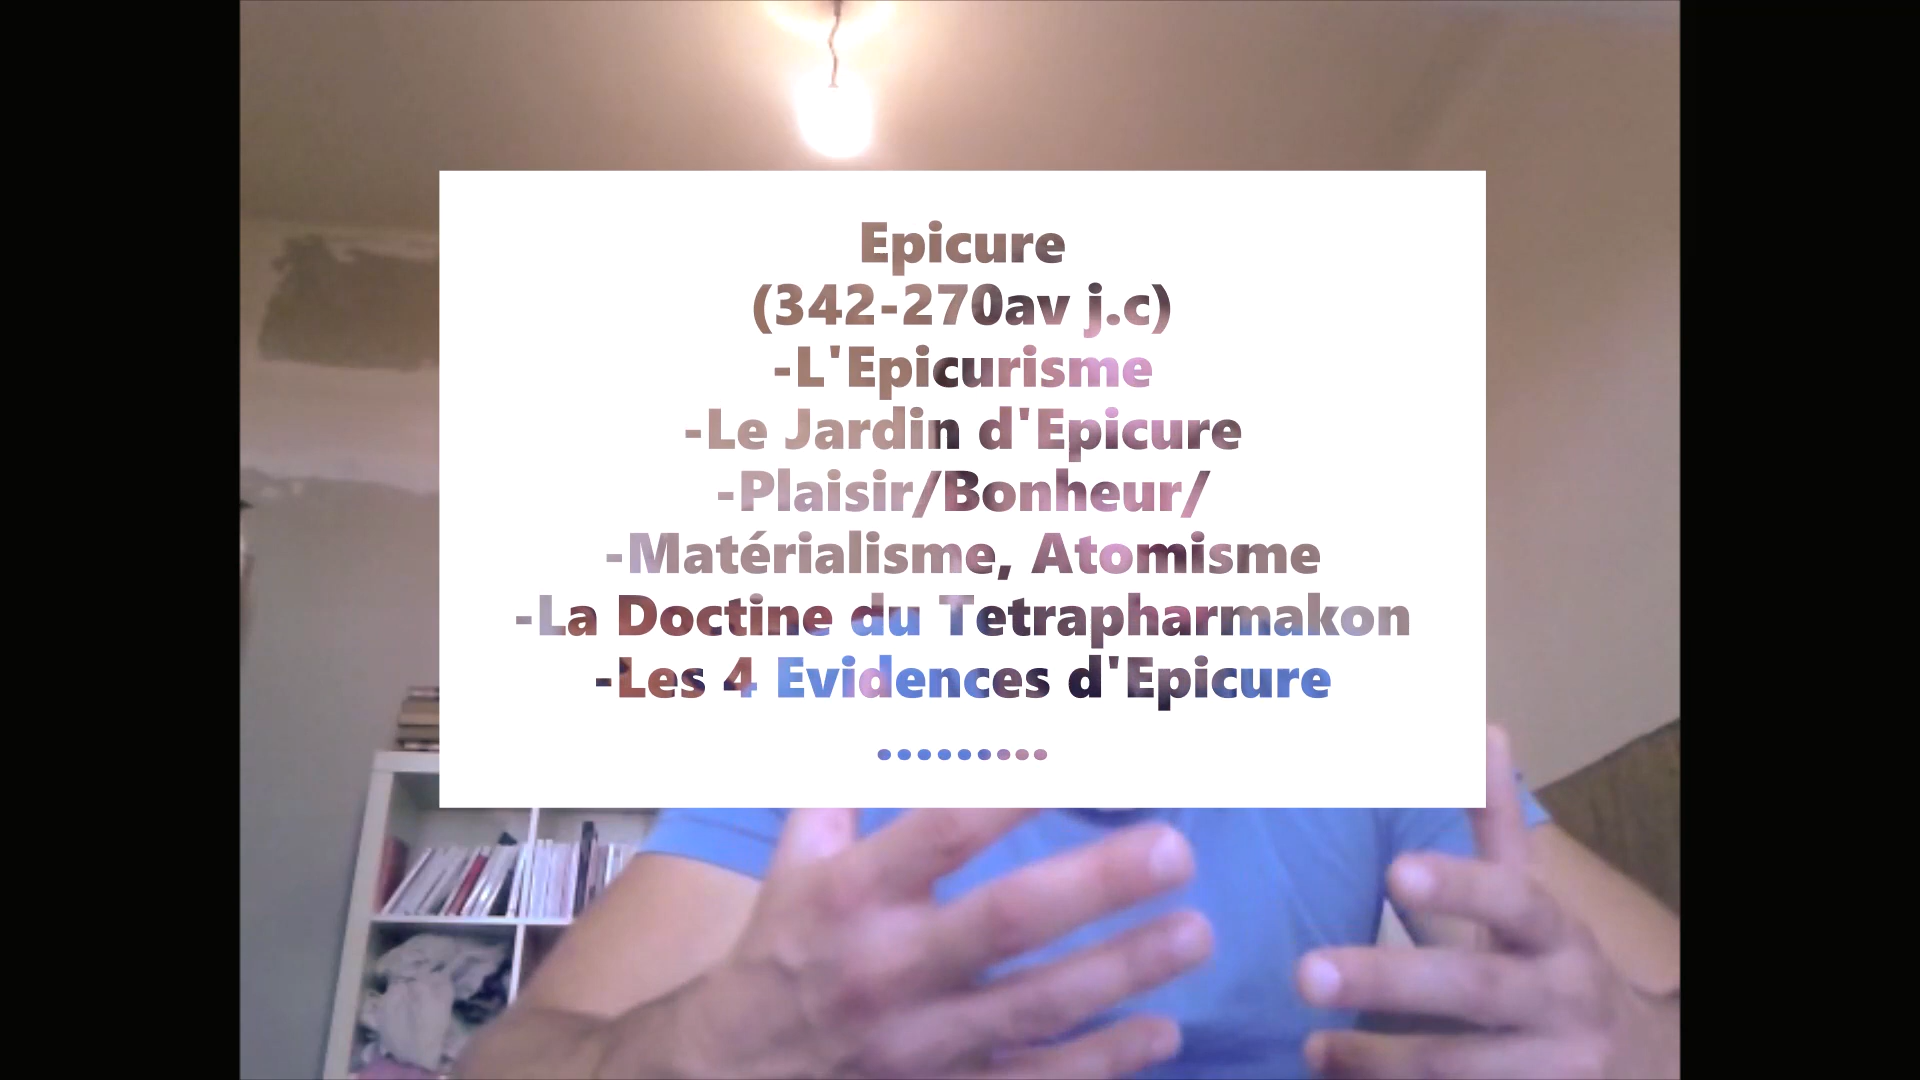 Epicure
(342-270av j.c)
-L'Epicurisme
-Le Jardin d'Epicure
-Plaisir/Bonheur/
-Matérialisme, Atomisme
-La Doctine du Tetrapharmakon
-Les 4 Evidences d'Epicure
.........